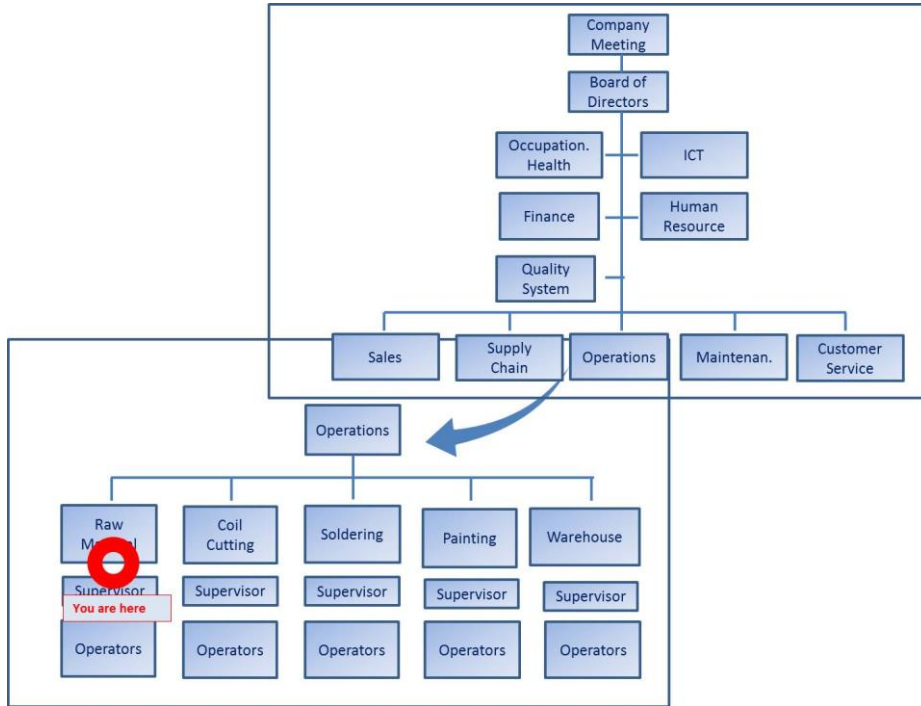 Company
Meeting
Board of
Directors
Occupation.
Health
ICT
Finance
Human
Resource
Quality
System
Sales
Supply
Chain
Operations
Maintenan.
Customer
Service
Operations
Raw
Coil
Cutting
Soldering
Painting
Warehouse
Supervisor
Supervisor
Supervisor
Supervisor
Supervisor
You are here
Operators
Operators
Operators
Operators
Operators